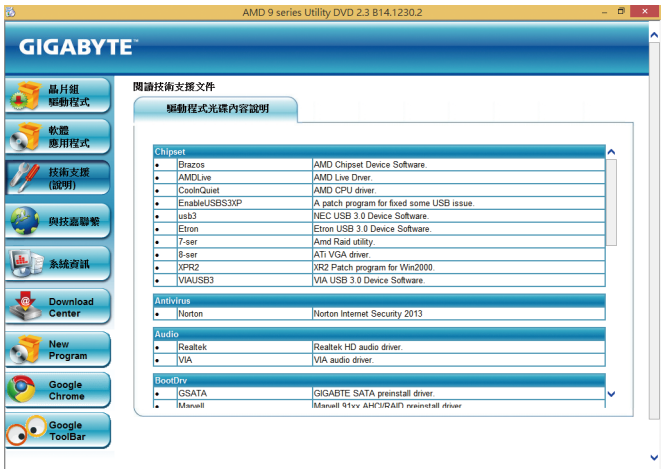 AMD 9 series Utility DVD 2.3 B14.1230.2
GIGABYTE™
晶片組
驅動程式
軟體
應用程式
技術支援
(說明)
與技嘉聯繫
系統資訊
Download
Center
New
Program
Google
Chrome
Google
ToolBar
閱讀技術支援文件
驅動程式光碟內容說明
Chipset
• Brazos AMD Chipset Device Software.
• AMDLive AMD Live Drver.
• CoolnQuiet AMD CPU driver.
• EnableUSBS3XP A patch program for fixed some USB issue.
• usb3 NEC USB 3.0 Device Software.
• Etron Etron USB 3.0 Device Software.
• 7-ser Amd Raid utility.
• 8-ser ATi VGA driver.
• XPR2 XR2 Patch program for Win2000.
• VIAUSB3 VIA USB 3.0 Device Software.
Antivirus
• Norton Norton Internet Security 2013
Audio
• Realtek Realtek HD audio driver.
• VIA VIA audio driver.
BootDrv
• GSATA GIGABTE SATA preinstall driver.
• Marvell Marvell 91xx AHCI/RAID preinstall driver